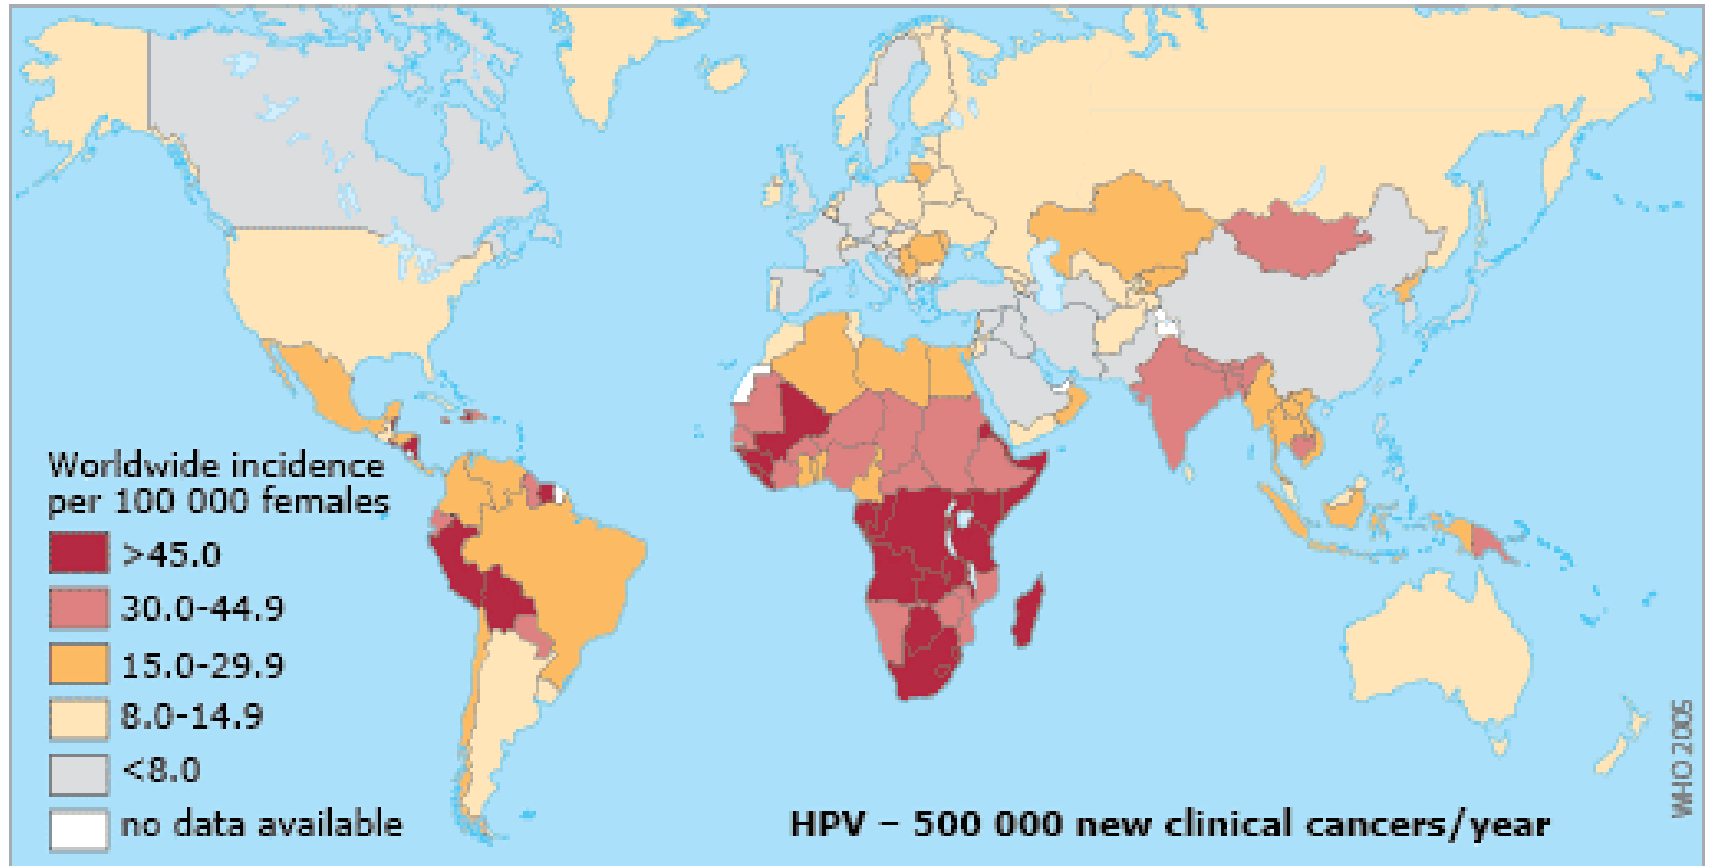 Worldwide incidence
per 100 000 females
>45.0
30.0-44.9
15.0-29.9
8.0-14.9
<8.0
no data available
HPV – 500 000 new clinical cancers/year
WHO 2005